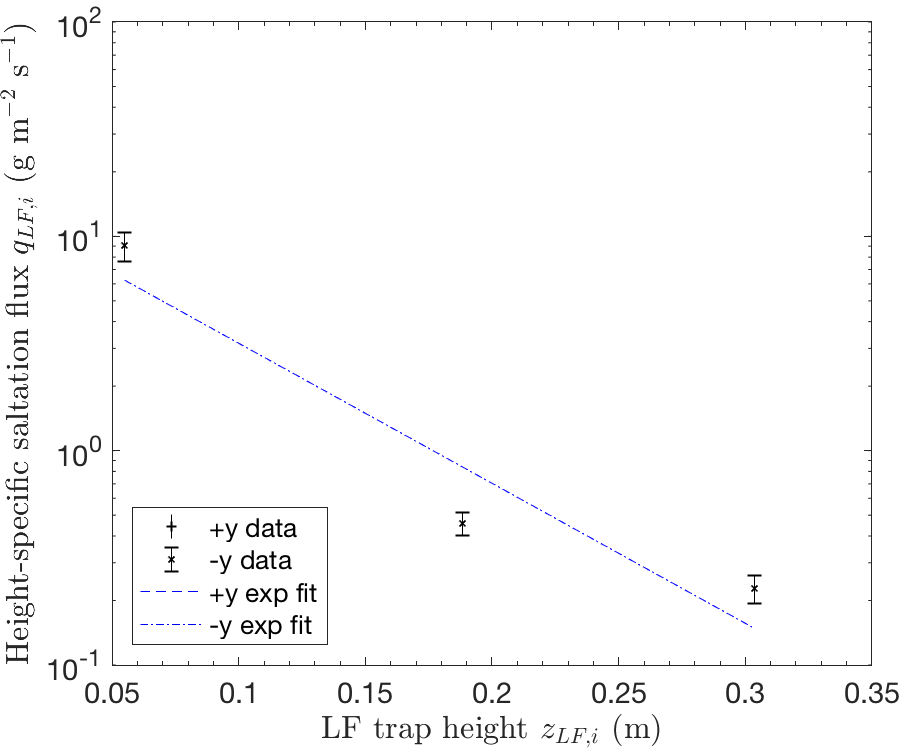 Height-specific saltation flux q_{LF,i} (g m^{-2} s^{-1})
10^2
10^1
10^0
10^{-1}
+y data
-y data
+y exp fit
-y exp fit
0.05 0.1 0.15 0.2 0.25 0.3 0.35
LF trap height z_{LF,i} (m)